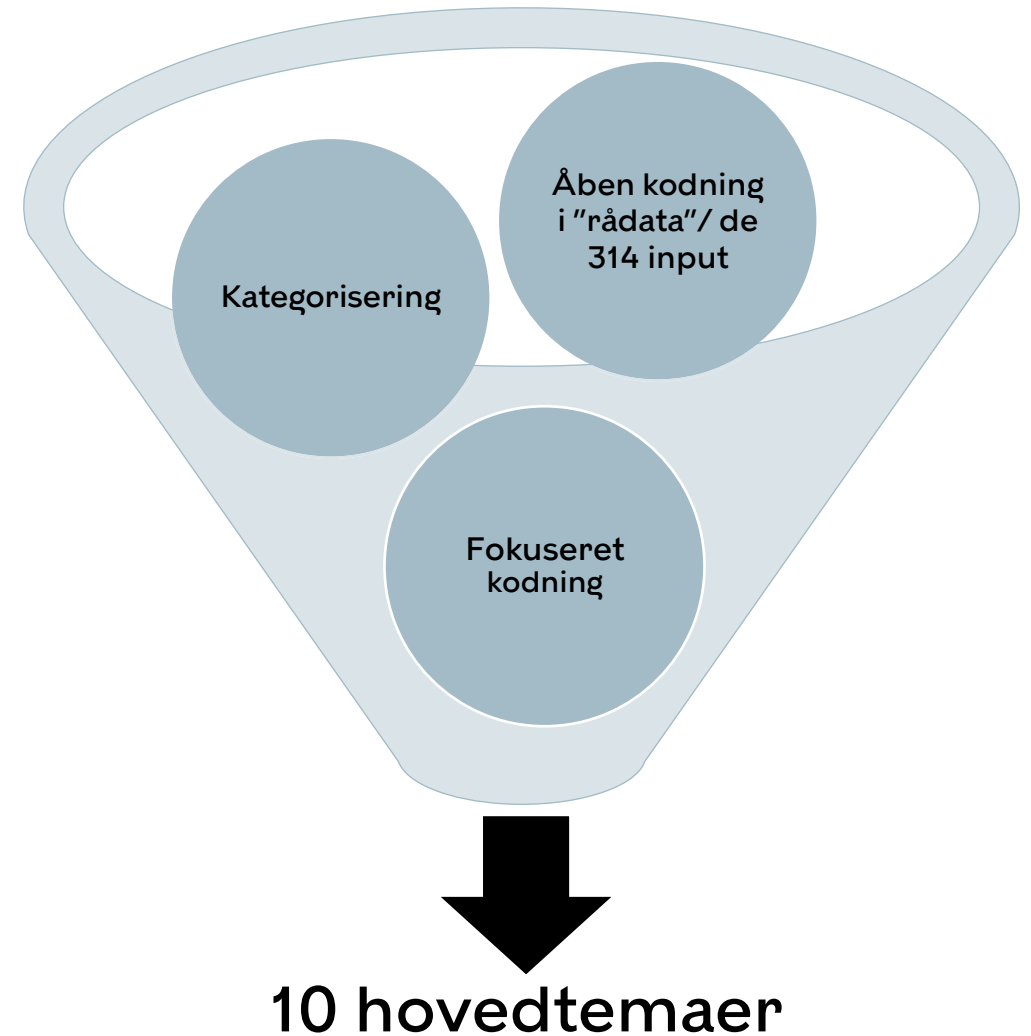 Åben kodning
i ”rådata”/ de
314 input
Kategorisering
Fokuseret
kodning
10 hovedtemaer